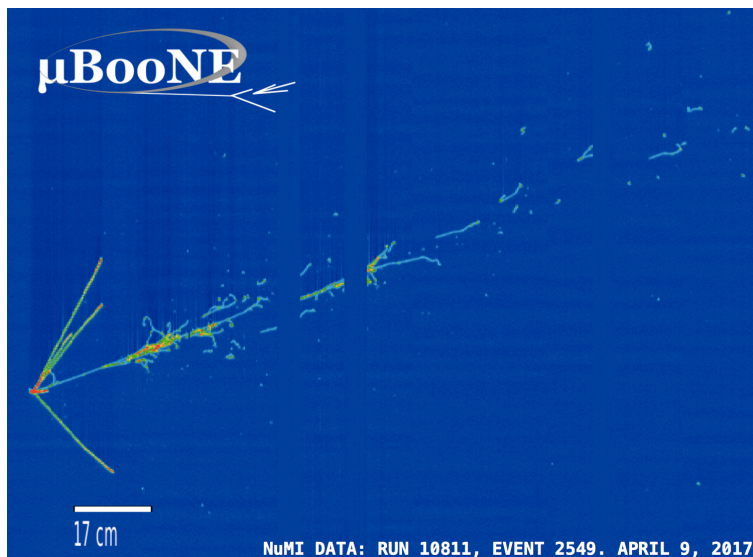 µBooNE
17 cm
NuMI DATA: RUN 10811, EVENT 2549. APRIL 9, 2017